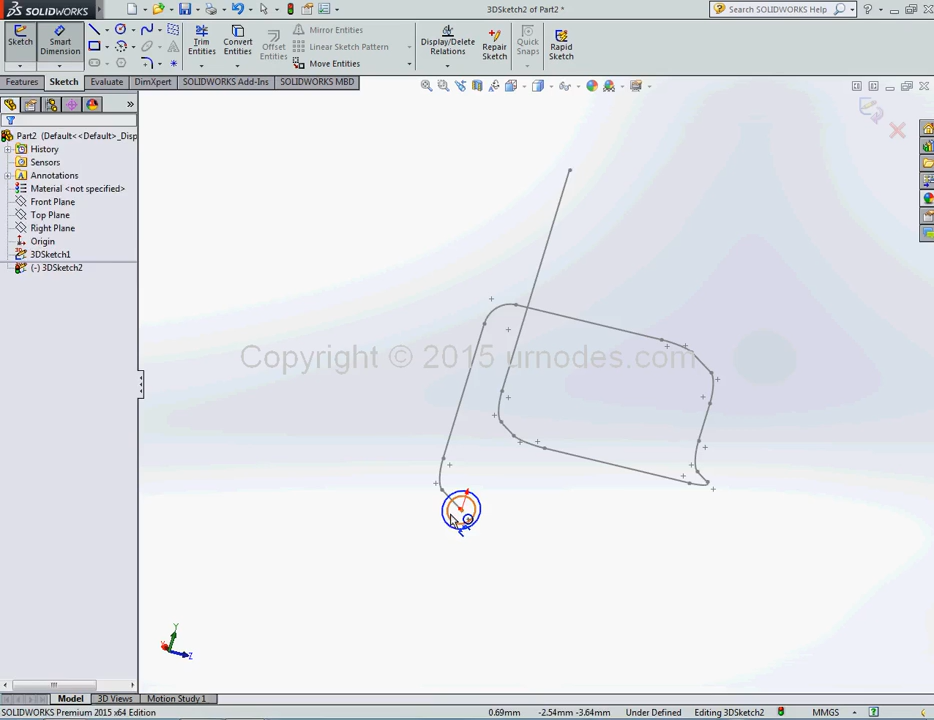 SOLIDWORKS
3DSketch2 of Part2 *
Search SOLIDWORKS Help
Sketch
Smart
Dimension
Trim
Entities
Convert
Entities
Offset
Entities
Mirror Entities
Linear Sketch Pattern
Move Entities
Display/Delete
Relations
Repair
Sketch
Quick
Snaps
Rapid
Sketch
Features
Sketch
Evaluate
DimXpert
SOLIDWORKS Add-Ins
SOLIDWORKS MBD
Part2 (Default<<Default>_Disp
History
Sensors
Annotations
Material <not specified>
Front Plane
Top Plane
Right Plane
Origin
3DSketch1
(-) 3DSketch2
Copyright © 2015 urnodes.com
Y
X
Z
Model
3D Views
Motion Study 1
SOLIDWORKS Premium 2015 x64 Edition
0.69mm
-2.54mm -3.64mm
Under Defined
Editing 3DSketch2
MMGS